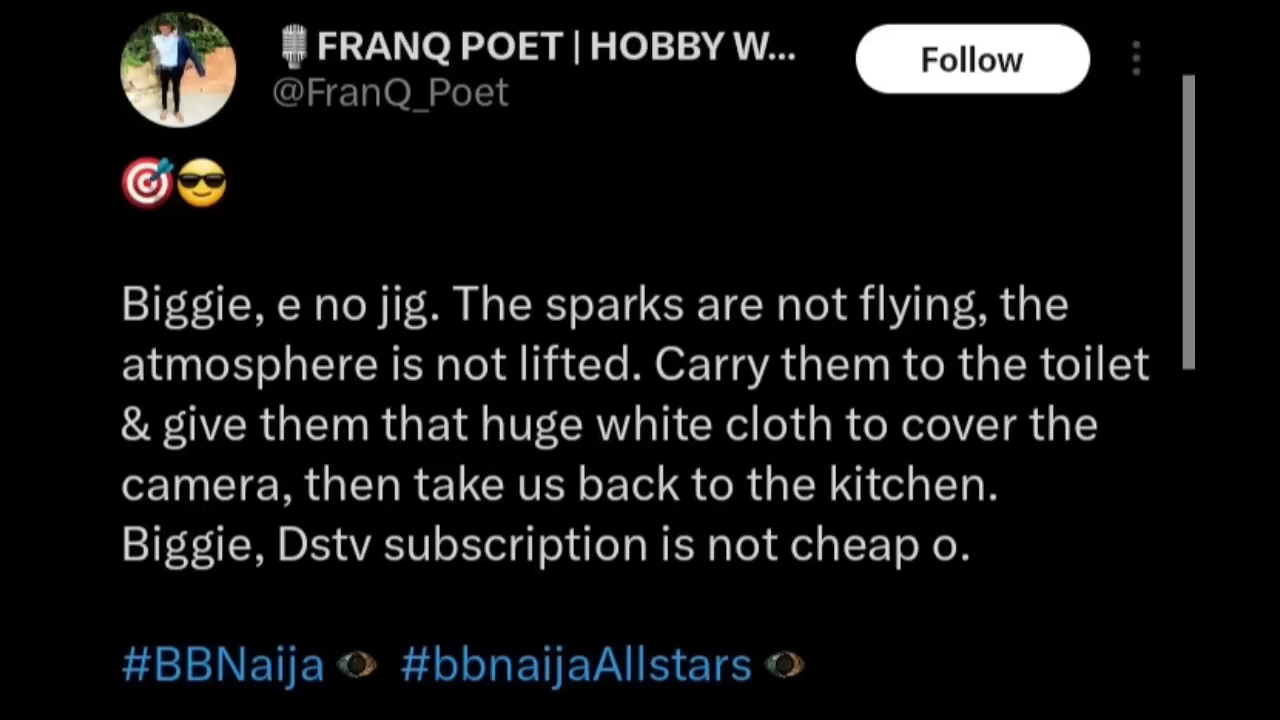 🎙️FRANQ POET | HOBBY W...
Follow
@FranQ_Poet
🎯😎
Biggie, e no jig. The sparks are not flying, the
atmosphere is not lifted. Carry them to the toilet
& give them that huge white cloth to cover the
camera, then take us back to the kitchen.
Biggie, Dstv subscription is not cheap o.
#BBNaija #bbnaijaAllstars